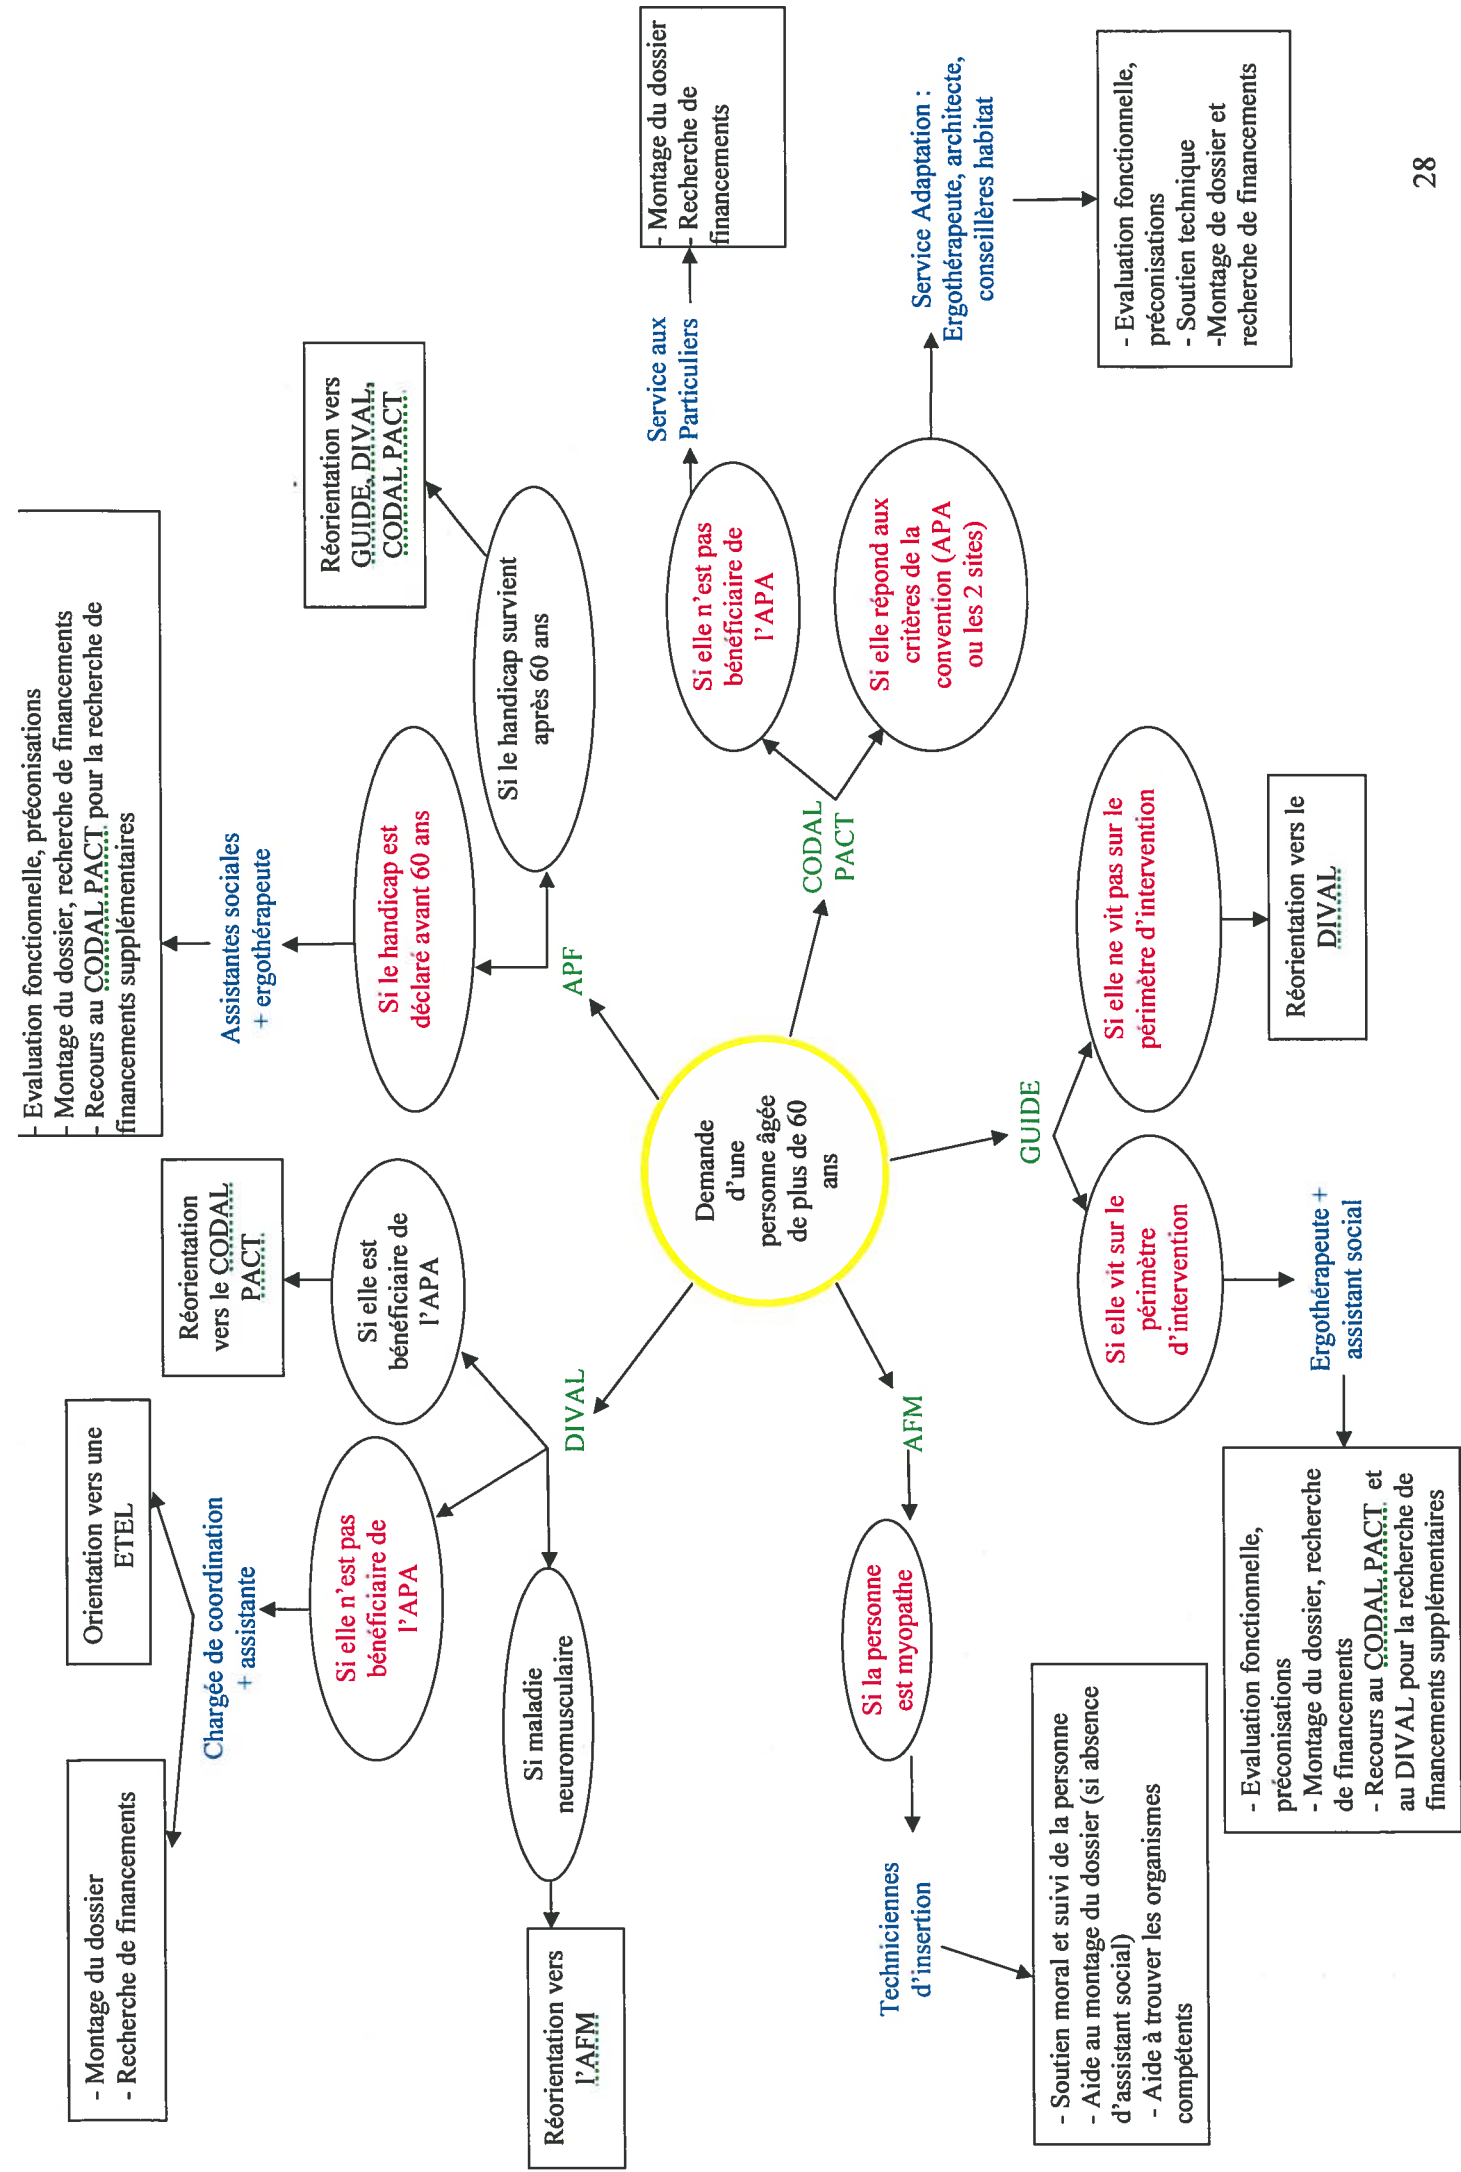 - Montage du dossier
- Recherche de financements
Orientation vers une
ETEL
Réorientation
vers le CODAL
PACT
- Evaluation fonctionnelle, préconisations
- Montage du dossier, recherche de financements
- Recours au CODAL PACT pour la recherche de
financements supplémentaires
Chargée de coordination
+ assistante
Assistantes sociales
+ ergothérapeute
Si elle n'est pas
bénéficiaire de
l'APA
Si elle est
bénéficiaire de
l'APA
Si le handicap est
déclaré avant 60 ans
Réorientation vers
GUIDE, DIVAL,
CODAL PACT
Si maladie
neuromusculaire
Si le handicap survient
après 60 ans
Réorientation vers
l'AFM
DIVAL
APF
Demande
d'une
personne âgée
de plus de 60
ans
Si elle n'est pas
bénéficiaire de
l'APA
Service aux
Particuliers
- Montage du dossier
- Recherche de
financements
CODAL
PACT
Si elle répond aux
critères de la
convention (APA
ou les 2 sites)
Service Adaptation :
Ergothérapeute, architecte,
conseillères habitat
Techniciennes
d'insertion
Si la personne
est myopathe
AFM
GUIDE
- Soutien moral et suivi de la personne
- Aide au montage du dossier (si absence
d'assistant social)
- Aide à trouver les organismes
compétents
Si elle vit sur le
périmètre
d'intervention
Si elle ne vit pas sur le
périmètre d'intervention
- Evaluation fonctionnelle,
préconisations
- Soutien technique
-Montage de dossier et
recherche de financements
- Evaluation fonctionnelle,
préconisations
- Montage du dossier, recherche
de financements
- Recours au CODAL PACT et
au DIVAL pour la recherche de
financements supplémentaires
Ergothérapeute +
assistant social
Réorientation vers le
DIVAL
28